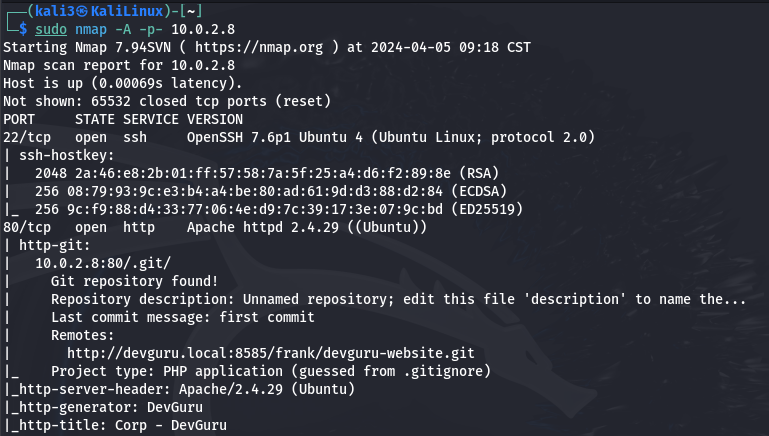 ┌──(kali3㉿KaliLinux)-[~]
└─$ sudo nmap -A -p- 10.0.2.8
Starting Nmap 7.94SVN ( https://nmap.org ) at 2024-04-05 09:18 CST
Nmap scan report for 10.0.2.8
Host is up (0.00069s latency).
Not shown: 65532 closed tcp ports (reset)
PORT     STATE SERVICE VERSION
22/tcp   open  ssh     OpenSSH 7.6p1 Ubuntu 4 (Ubuntu Linux; protocol 2.0)
| ssh-hostkey:
|   2048 2a:46:e8:2b:01:ff:57:58:7a:5f:25:a4:d6:f2:89:8e (RSA)
|   256 08:79:93:9c:e3:b4:a4:be:80:ad:61:9d:d3:88:d2:84 (ECDSA)
|_  256 9c:f9:88:d4:33:77:06:4e:d9:7c:39:17:3e:07:9c:bd (ED25519)
80/tcp   open  http    Apache httpd 2.4.29 ((Ubuntu))
| http-git:
|   10.0.2.8:80/.git/
|     Git repository found!
|     Repository description: Unnamed repository; edit this file 'description' to name the...
|     Last commit message: first commit
|     Remotes:
|       http://devguru.local:8585/frank/devguru-website.git
|_    Project type: PHP application (guessed from .gitignore)
|_http-server-header: Apache/2.4.29 (Ubuntu)
|_http-generator: DevGuru
|_http-title: Corp - DevGuru